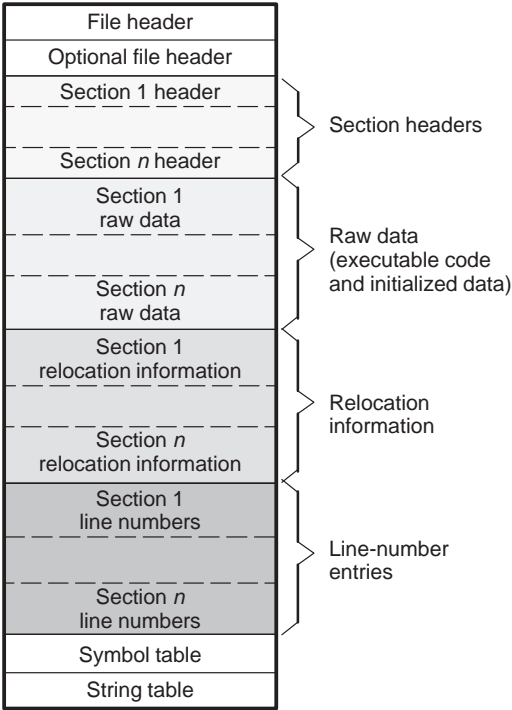 File header
Optional file header
Section 1 header
Section n header
Section headers
Section 1
raw data
Section n
raw data
Raw data
(executable code
and initialized data)
Section 1
relocation information
Section n
relocation information
Relocation
information
Section 1
line numbers
Section n
line numbers
Line-number
entries
Symbol table
String table